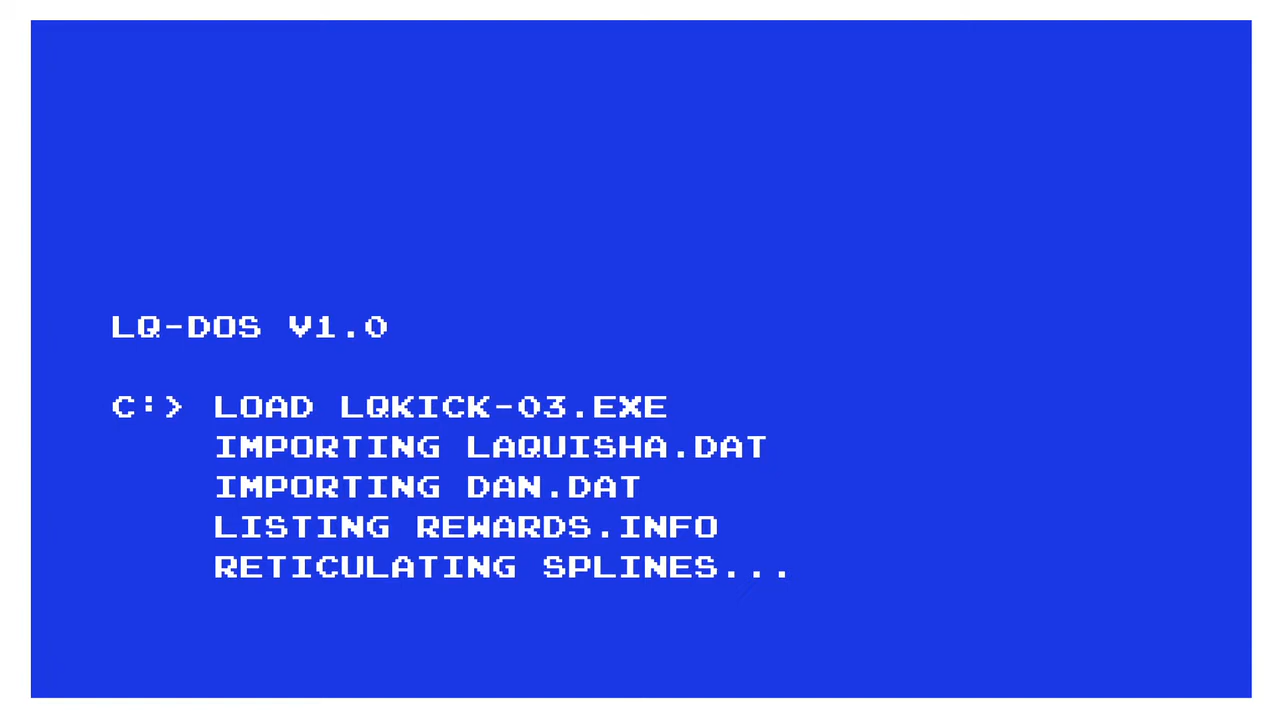 LQ-DOS V1.0
C:> LOAD LQKICK-03.EXE
IMPORTING LAQUISHA.DAT
IMPORTING DAN.DAT
LISTING REWARDS.INFO
RETICULATING SPLINES...